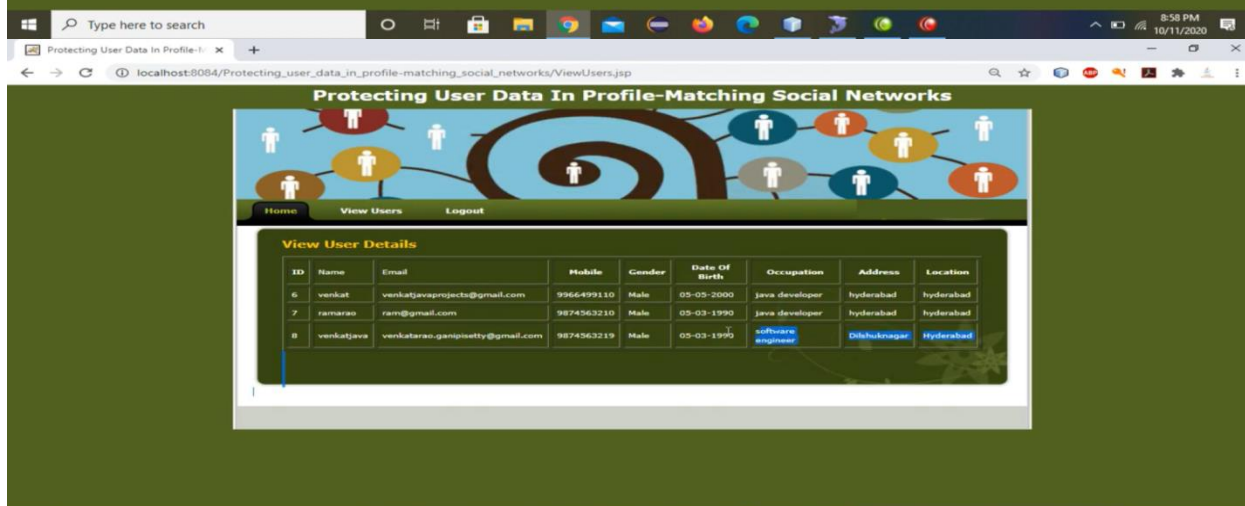 Type here to search
8:58 PM
10/11/2020
Protecting User Data In Profile-M
localhost:8084/Protecting_user_data_in_profile-matching_social_networks/ViewUsers.jsp
ABP
Protecting User Data In Profile-Matching Social Networks
Home View Users Logout
View User Details
ID Name Email Mobile Gender Date Of Birth Occupation Address Location
6 venkat venkatjavaprojects@gmail.com 9966499110 Male 05-05-2000 java developer hyderabad hyderabad
7 ramarao ram@gmail.com 9874563210 Male 05-03-1990 java developer hyderabad hyderabad
8 venkatjava venkatarao.ganipisetty@gmail.com 9874563219 Male 05-03-1990 software engineer Dilshuknagar Hyderabad